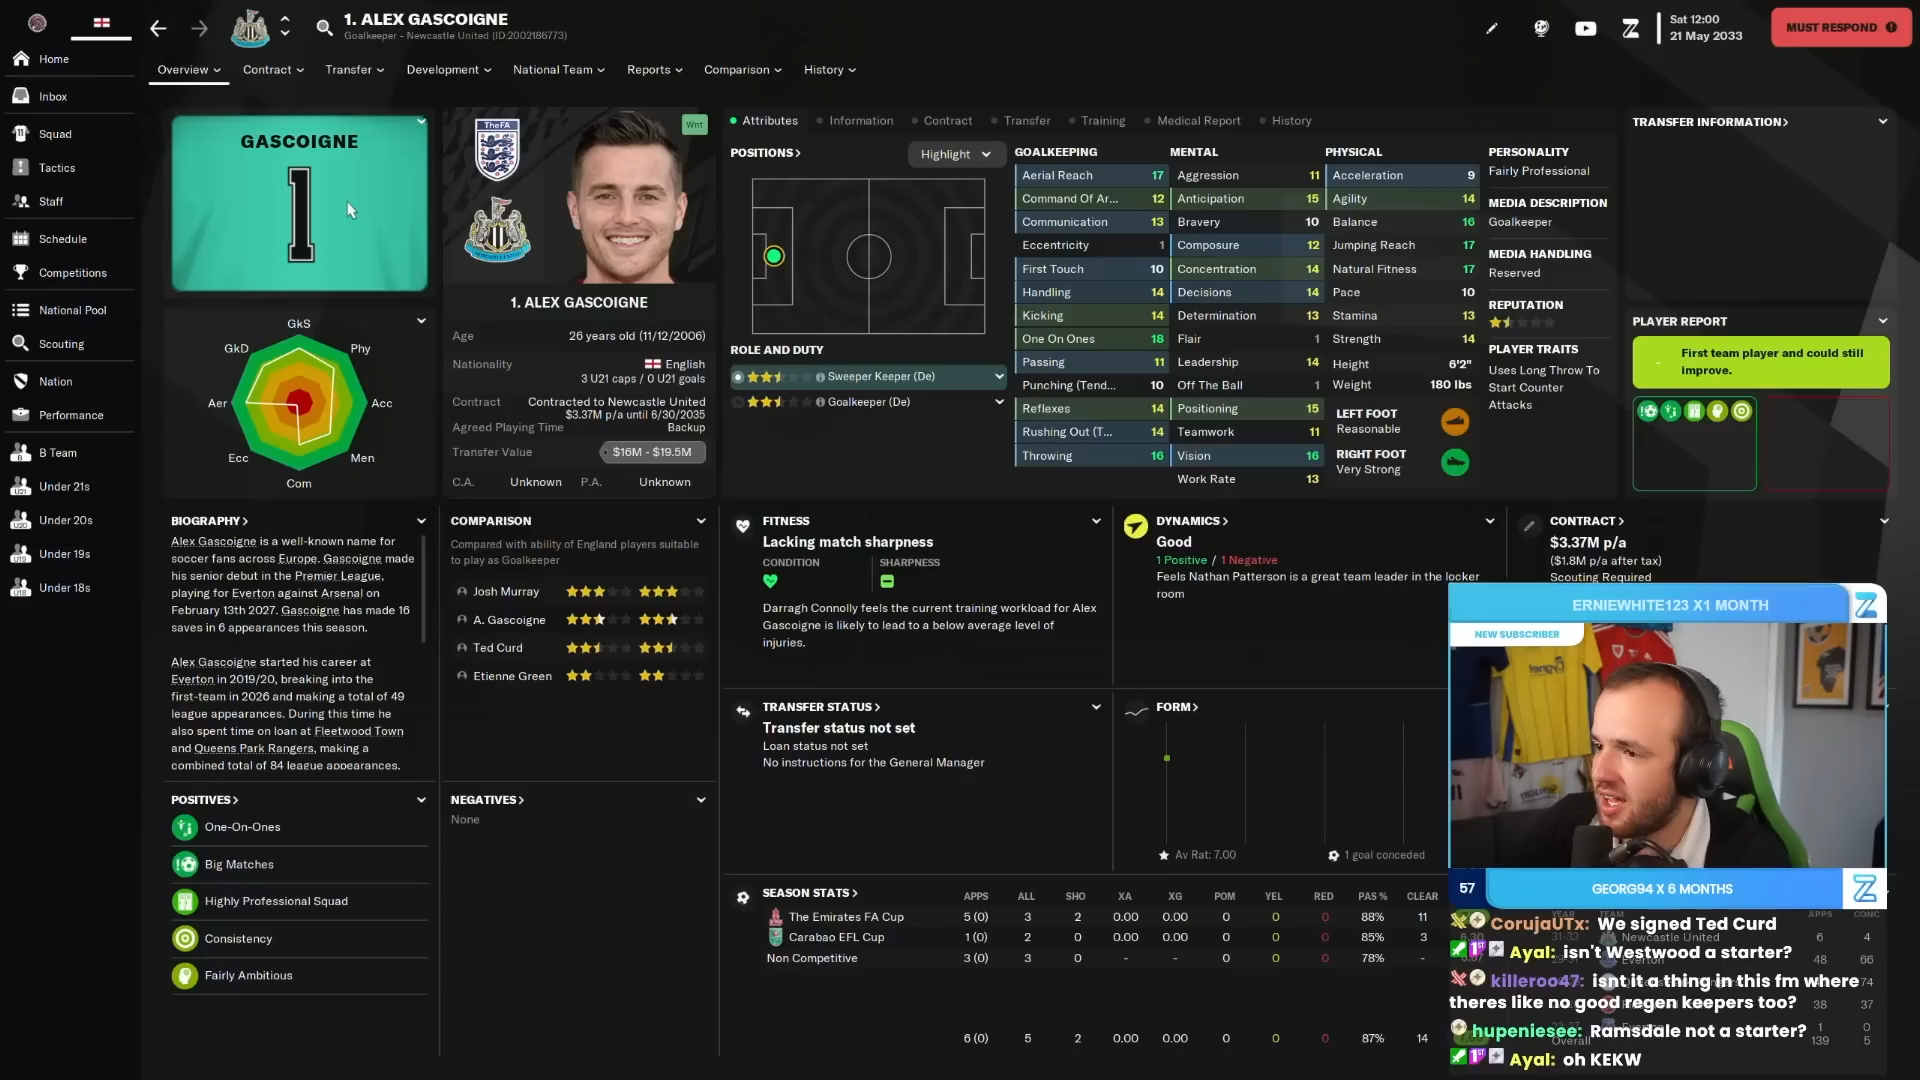 1. ALEX GASCOIGNE
Goalkeeper - Newcastle United (ID:2002186773)
Sat 12:00
21 May 2033
MUST RESPOND
Home
Inbox
Squad
Tactics
Staff
Schedule
Competitions
National Pool
Scouting
Nation
Performance
B Team
Under 21s
Under 20s
Under 19s
Under 18s
Overview
Contract
Transfer
Development
National Team
Reports
Comparison
History
GASCOIGNE
1
GkS
Phy
Acc
Men
Com
Ecc
Aer
GkD
TheFA
Wnt
1. ALEX GASCOIGNE
Age 26 years old (11/12/2006)
Nationality English
3 U21 caps / 0 U21 goals
Contract Contracted to Newcastle United
$3.37M p/a until 6/30/2035
Agreed Playing Time Backup
Transfer Value $16M - $19.5M
C.A. Unknown P.A. Unknown
Attributes
Information
Contract
Transfer
Training
Medical Report
History
POSITIONS>
Highlight
ROLE AND DUTY
Sweeper Keeper (De)
Goalkeeper (De)
GOALKEEPING
Aerial Reach 17
Command Of Ar... 12
Communication 13
Eccentricity 1
First Touch 10
Handling 14
Kicking 14
One On Ones 18
Passing 11
Punching (Tend... 10
Reflexes 14
Rushing Out (T... 14
Throwing 16
MENTAL
Aggression 11
Anticipation 15
Bravery 10
Composure 12
Concentration 14
Decisions 14
Determination 13
Flair 1
Leadership 14
Off The Ball 1
Positioning 15
Teamwork 11
Vision 16
Work Rate 13
PHYSICAL
Acceleration 9
Agility 14
Balance 16
Jumping Reach 17
Natural Fitness 17
Pace 10
Stamina 13
Strength 14
Height 6'2"
Weight 180 lbs
LEFT FOOT
Reasonable
RIGHT FOOT
Very Strong
PERSONALITY
Fairly Professional
MEDIA DESCRIPTION
Goalkeeper
MEDIA HANDLING
Reserved
REPUTATION
PLAYER TRAITS
Uses Long Throw To
Start Counter
Attacks
TRANSFER INFORMATION>
PLAYER REPORT
First team player and could still
improve.
BIOGRAPHY>
Alex Gascoigne is a well-known name for
soccer fans across Europe. Gascoigne made
his senior debut in the Premier League,
playing for Everton against Arsenal on
February 13th 2027. Gascoigne has made 16
saves in 6 appearances this season.
Alex Gascoigne started his career at
Everton in 2019/20, breaking into the
first-team in 2026 and making a total of 49
league appearances. During this time he
also spent time on loan at Fleetwood Town
and Queens Park Rangers, making a
combined total of 84 league appearances.
COMPARISON
Compared with ability of England players suitable
to play as Goalkeeper
Josh Murray
A. Gascoigne
Ted Curd
Etienne Green
POSITIVES>
One-On-Ones
Big Matches
Highly Professional Squad
Consistency
Fairly Ambitious
NEGATIVES>
None
FITNESS
Lacking match sharpness
CONDITION
SHARPNESS
Darragh Connolly feels the current training workload for Alex
Gascoigne is likely to lead to a below average level of
injuries.
DYNAMICS>
Good
1 Positive / 1 Negative
Feels Nathan Patterson is a great team leader in the locker
room
CONTRACT>
$3.37M p/a
($1.8M p/a after tax)
Scouting Required
TRANSFER STATUS>
Transfer status not set
Loan status not set
No instructions for the General Manager
FORM>
Av Rat: 7.00
1 goal conceded
SEASON STATS>
APPS ALL SHO XA XG POM YEL RED PAS % CLEAR
The Emirates FA Cup 5 (0) 3 2 0.00 0.00 0 0 0 88% 11
Carabao EFL Cup 1 (0) 2 0 0.00 0.00 0 0 0 85% 3
Non Competitive 3 (0) 3 0 - - 0 0 0 78% -
6 (0) 5 2 0.00 0.00 0 0 0 87% 14
ERNIEWHITE123 X1 MONTH
NEW SUBSCRIBER
57
GEORG94 X 6 MONTHS
YEAR TEAM APPS CONC
CorujaUTx: We signed Ted Curd
Newcastle United 6 4
Ayal: isn't Westwood a starter?
Everton 48 66
killeroo47: isnt it a thing in this fm where
74
theres like no good regen keepers too?
38 37
hupeniesee: Ramsdale not a starter?
1 0
Overall 139 5
Ayal: oh KEKW